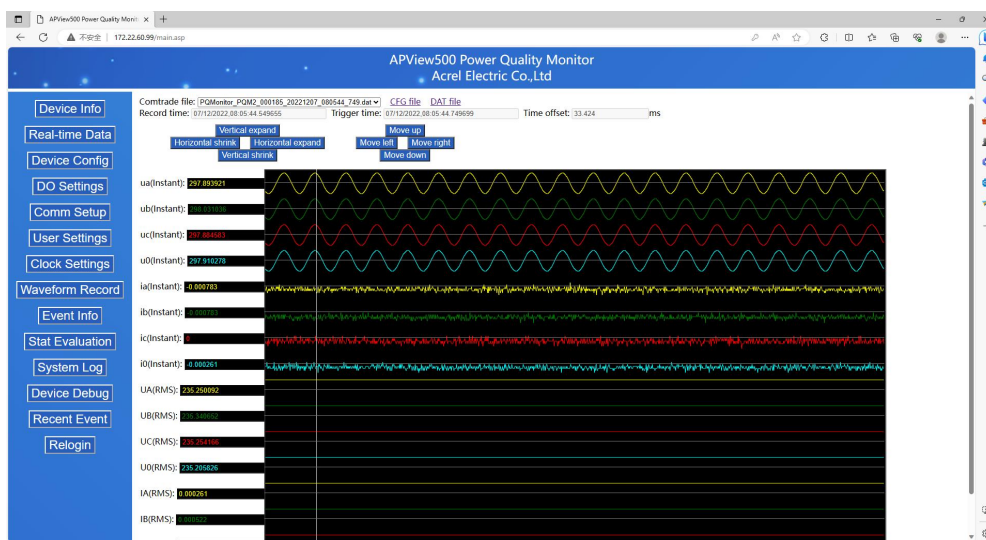 APView500 Power Quality Monit
不安全 172.22.60.99/main.asp
APView500 Power Quality Monitor
Acrel Electric Co.,Ltd
Device Info
Real-time Data
Device Config
DO Settings
Comm Setup
User Settings
Clock Settings
Waveform Record
Event Info
Stat Evaluation
System Log
Device Debug
Recent Event
Relogin
Comtrade file: PQMonitor_PQM2_000185_20221207_080544_749.dat CFG file DAT file
Record time: 07/12/2022,08:05:44.549655 Trigger time: 07/12/2022,08:05:44.749699 Time offset: 33.424 ms
Vertical expand Move up
Horizontal shrink Horizontal expand Move left Move right
Vertical shrink Move down
ua(Instant): 297.893921
ub(Instant): 298.031036
uc(Instant): 297.884583
u0(Instant): 297.910278
ia(Instant): -0.000783
ib(Instant): -0.000783
ic(Instant): 0
i0(Instant): -0.000261
UA(RMS): 235.250092
UB(RMS):
UC(RMS): 235.254166
U0(RMS): 235.205826
IA(RMS): 0.000261
IB(RMS): 0.000522